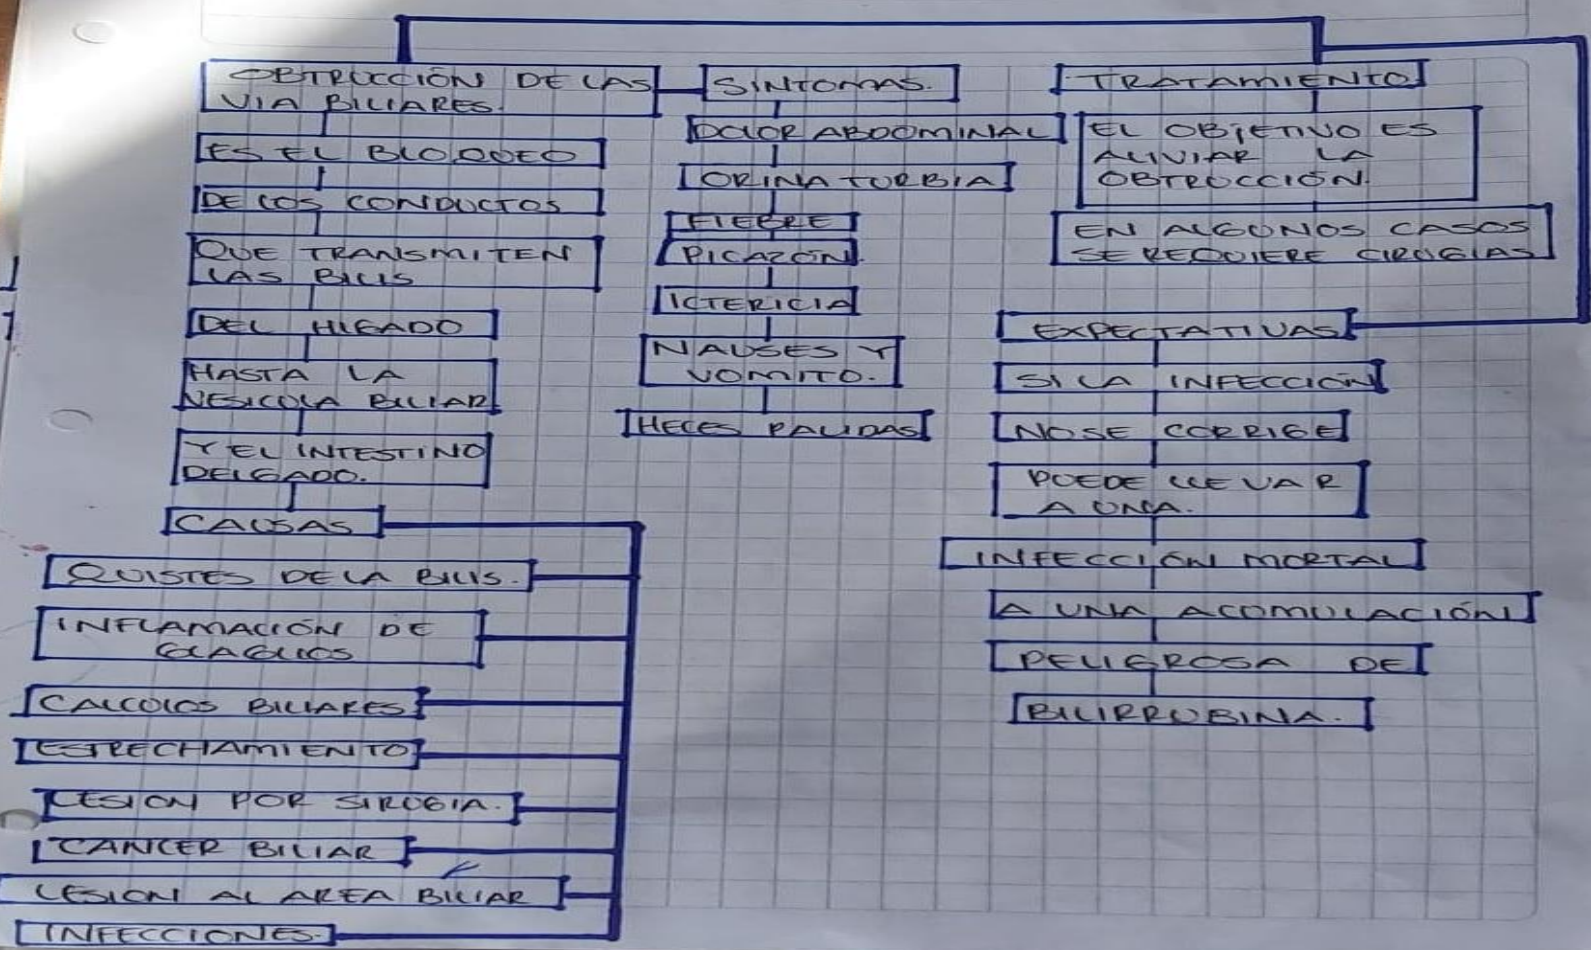 OBTRUCCIÓN DE LAS
VIA BILIARES.
ES EL BLOQUEO
DE LOS CONDUCTOS
QUE TRANSMITEN
LAS BILIS
DEL HIGADO
HASTA LA
VESICULA BILIAR
Y EL INTESTINO
DELGADO.
CAUSAS
QUISTES DE LA BILIS.
INFLAMACIÓN DE
CALCULOS BILIARES
ESTRECHAMIENTO
LESION POR SIRUGIA.
CANCER BILIAR
LESION AL AREA BILIAR
INFECCIONES.
SINTOMAS.
DOLOR ABDOMINAL
ORINA TURBIA
FIEBRE
PICAZÓN
ICTERICIA
NAUSES Y
VOMITO.
HECES PALIDAS
TRATAMIENTO
EL OBJETIVO ES
ALIVIAR LA
OBTRUCCIÓN.
EN ALGUNOS CASOS
SE REQUIERE CIRUGIAS
EXPECTATIVAS
SI LA INFECCIÓN
NO SE CORRIGE
PUEDE LLEVAR
A UNA.
INFECCIÓN MORTAL
A UNA ACOMULACIÓN
PELIGROSA DE
BILIRRUBINA.